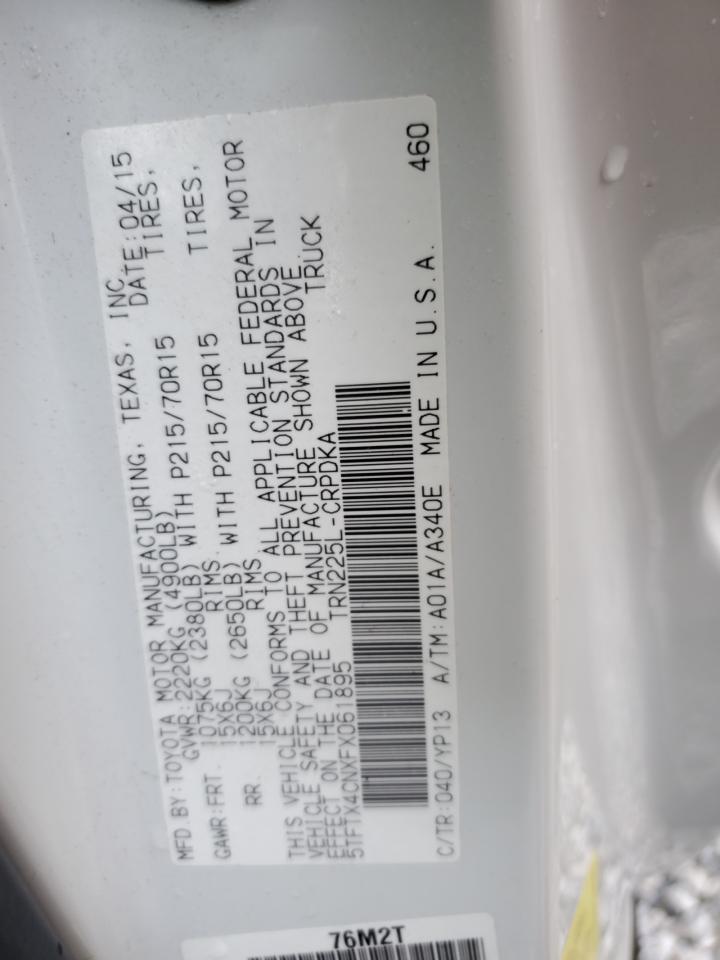 MFD. BY: TOYOTA MOTOR MANUFACTURING, TEXAS, INC.
GVWR: 2220KG (4900LB) DATE: 04/15
GAWR: FRT. 1075KG (2380LB) WITH P215/70R15 TIRES,
15X6J RIMS
RR. 1200KG (2650LB) WITH P215/70R15 TIRES,
15X6J RIMS
THIS VEHICLE CONFORMS TO ALL APPLICABLE FEDERAL MOTOR
VEHICLE SAFETY AND THEFT PREVENTION STANDARDS IN
EFFECT ON THE DATE OF MANUFACTURE SHOWN ABOVE.
5TFTX4CNXFX061895 TRN225L-CRPDKA TRUCK
C/TR: 040/YP13 A/TM: A01A/A340E MADE IN U.S.A. 460
76M2T